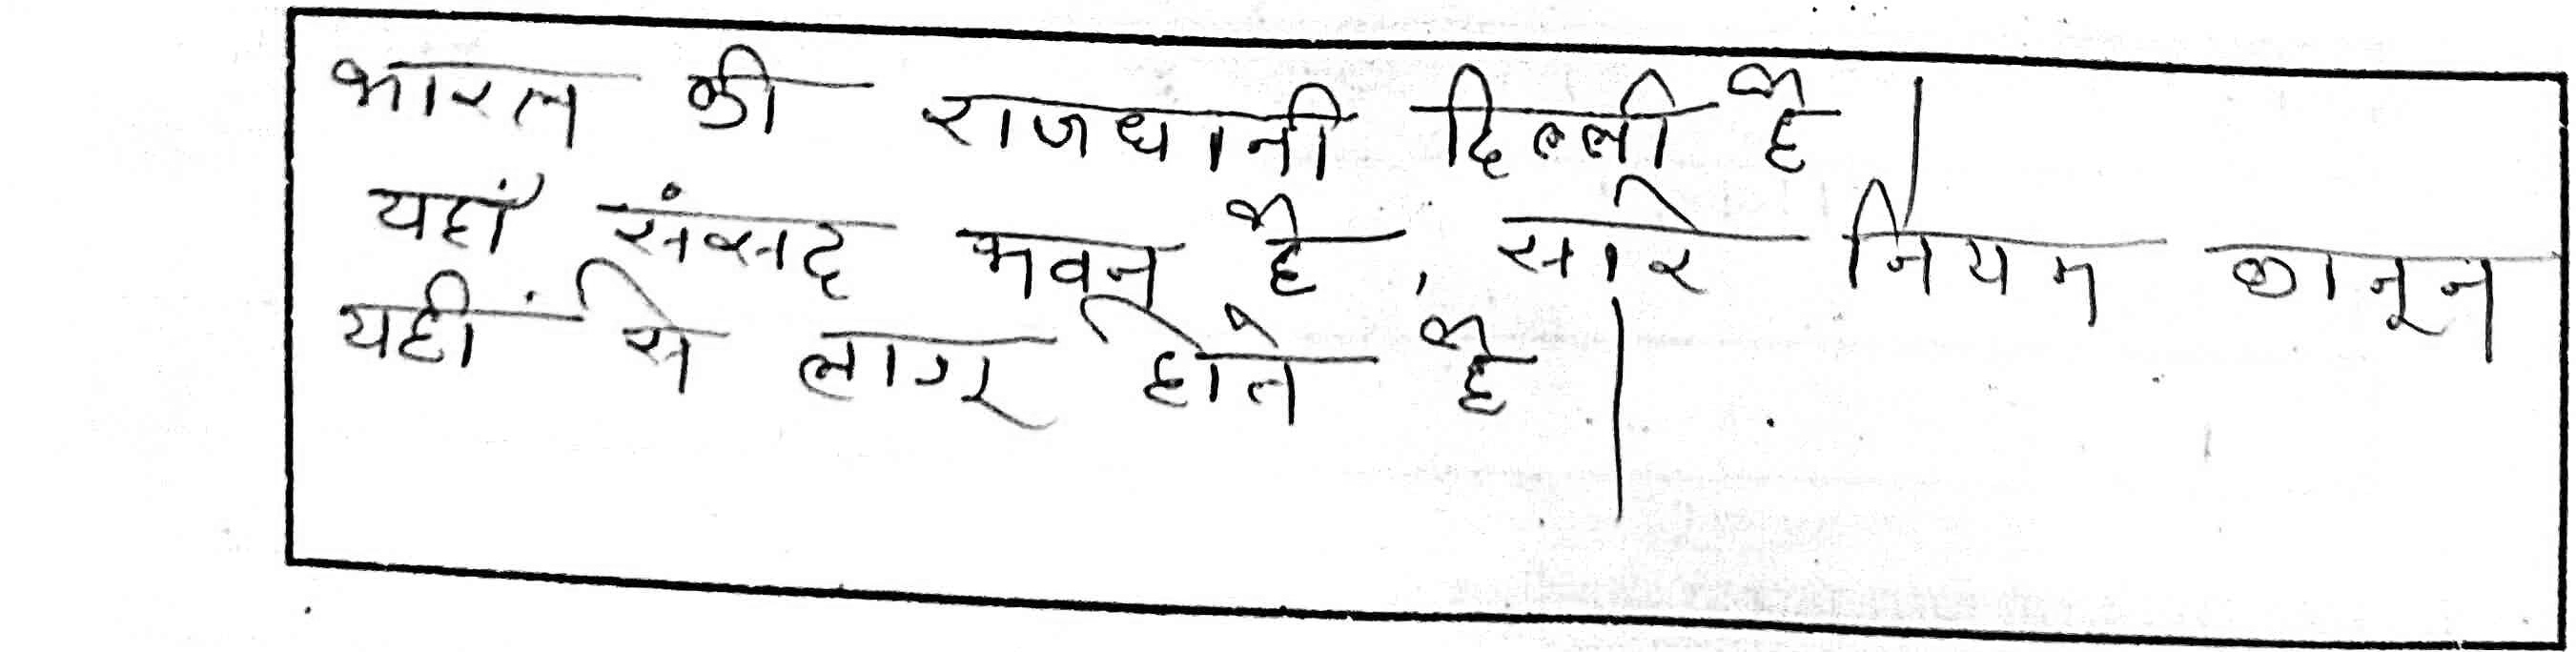 भारत की राजधानी दिल्ली है।
यहाँ संसद भवन है, सारे नियम कानून
यहीं से लागू होते है।